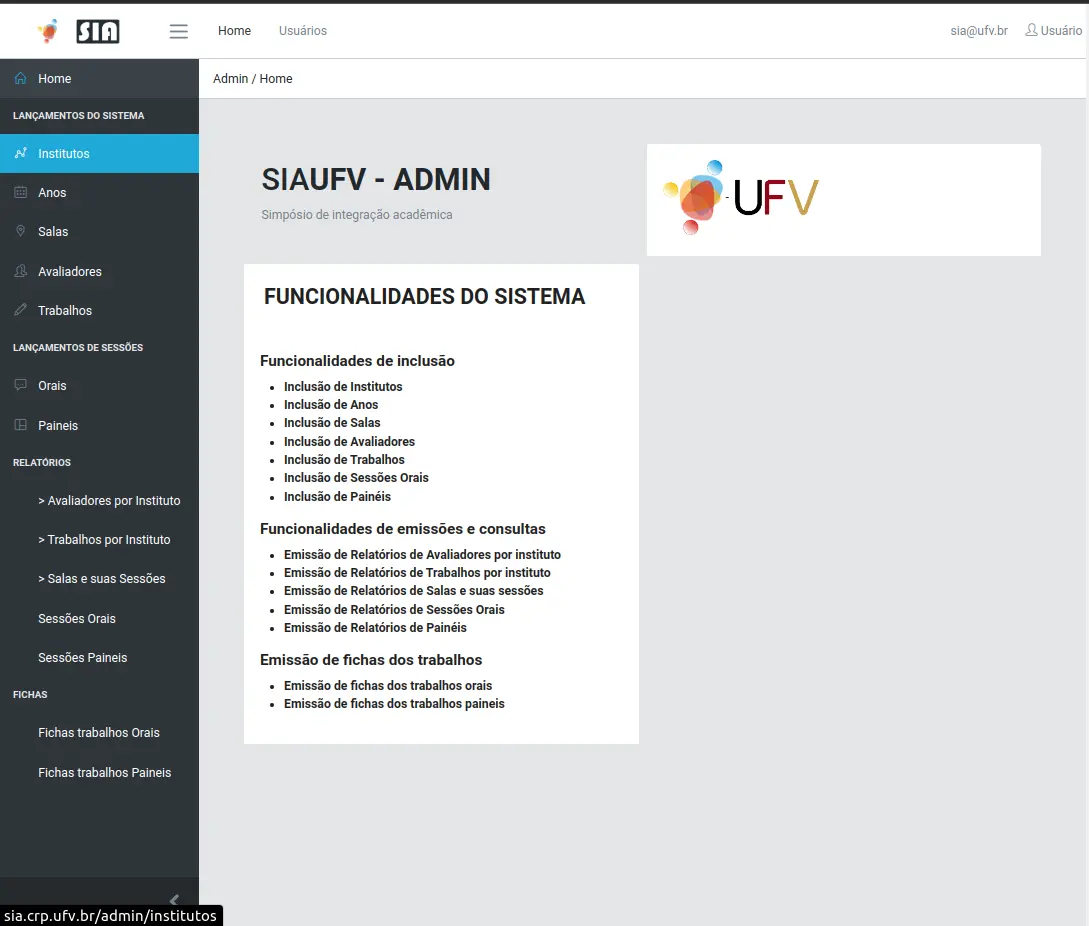 SIA
Home
Usuários
sia@ufv.br
Usuário
Home
LANÇAMENTOS DO SISTEMA
Institutos
Anos
Salas
Avaliadores
Trabalhos
LANÇAMENTOS DE SESSÕES
Orais
Paineis
RELATÓRIOS
> Avaliadores por Instituto
> Trabalhos por Instituto
> Salas e suas Sessões
Sessões Orais
Sessões Paineis
FICHAS
Fichas trabalhos Orais
Fichas trabalhos Paineis
sia.crp.ufv.br/admin/institutos
Admin / Home
SIAUFV - ADMIN
Simpósio de integração acadêmica
- UFV
FUNCIONALIDADES DO SISTEMA
Funcionalidades de inclusão
• Inclusão de Institutos
• Inclusão de Anos
• Inclusão de Salas
• Inclusão de Avaliadores
• Inclusão de Trabalhos
• Inclusão de Sessões Orais
• Inclusão de Painéis
Funcionalidades de emissões e consultas
• Emissão de Relatórios de Avaliadores por instituto
• Emissão de Relatórios de Trabalhos por instituto
• Emissão de Relatórios de Salas e suas sessões
• Emissão de Relatórios de Sessões Orais
• Emissão de Relatórios de Painéis
Emissão de fichas dos trabalhos
• Emissão de fichas dos trabalhos orais
• Emissão de fichas dos trabalhos paineis